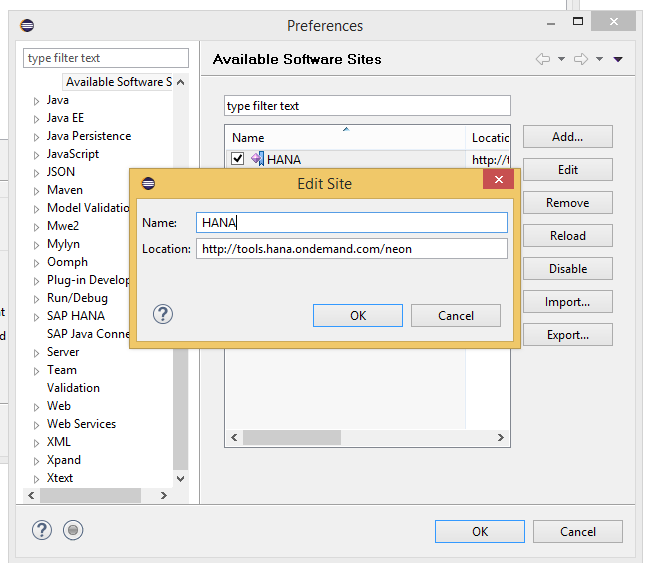 Preferences
type filter text
Available Software S
Java
Java EE
Java Persistence
JavaScript
JSON
Maven
Model Validatio
Mwe2
Mylyn
Oomph
Plug-in Develop
Run/Debug
SAP HANA
SAP Java Conne
Server
Team
Validation
Web
Web Services
XML
Xpand
Xtext
Available Software Sites
type filter text
Name Location
HANA http://t
Add...
Edit
Remove
Reload
Disable
Import...
Export...
Edit Site
Name: HANA
Location: http://tools.hana.ondemand.com/neon
OK Cancel
OK Cancel